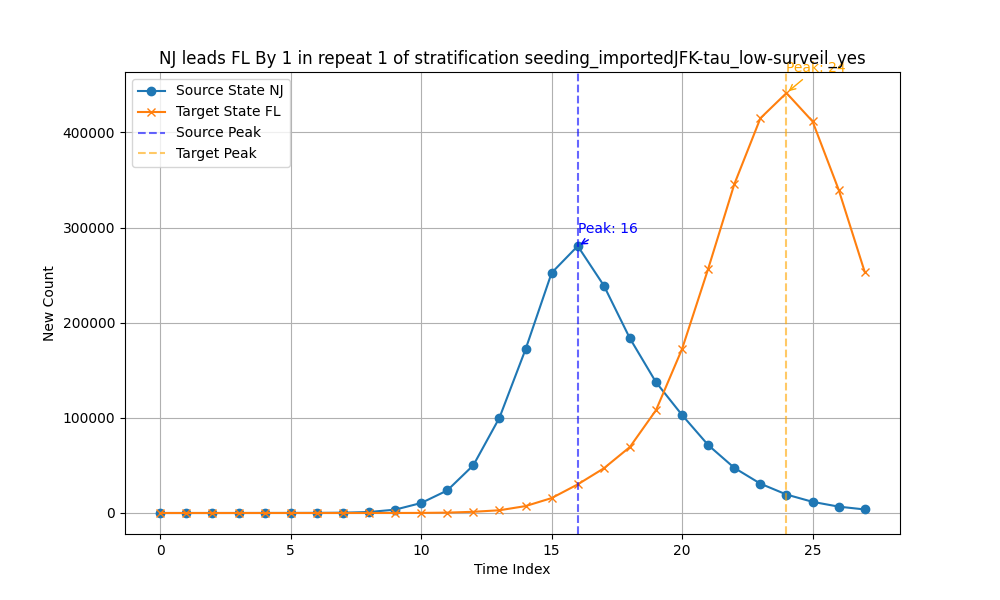 NJ leads FL By 1 in repeat 1 of stratification seeding_importedJFK-tau_low-surveil_yes
Peak: 24
Source State NJ
Target State FL
Source Peak
Target Peak
Peak: 16
New Count
400000
300000
200000
100000
0
0 5 10 15 20 25
Time Index